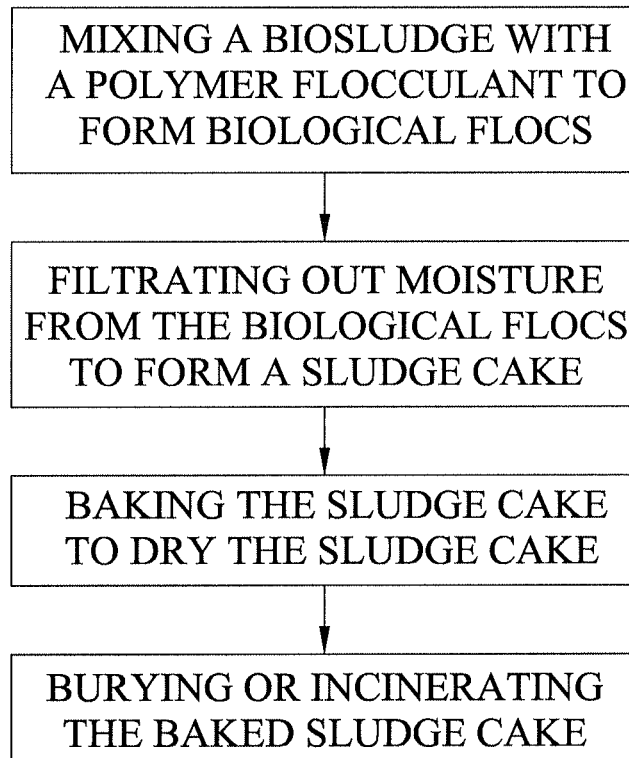 MIXING A BIOSLUDGE WITH
A POLYMER FLOCCULANT TO
FORM BIOLOGICAL FLOCS
FILTRATING OUT MOISTURE
FROM THE BIOLOGICAL FLOCS
TO FORM A SLUDGE CAKE
BAKING THE SLUDGE CAKE
TO DRY THE SLUDGE CAKE
BURYING OR INCINERATING
THE BAKED SLUDGE CAKE